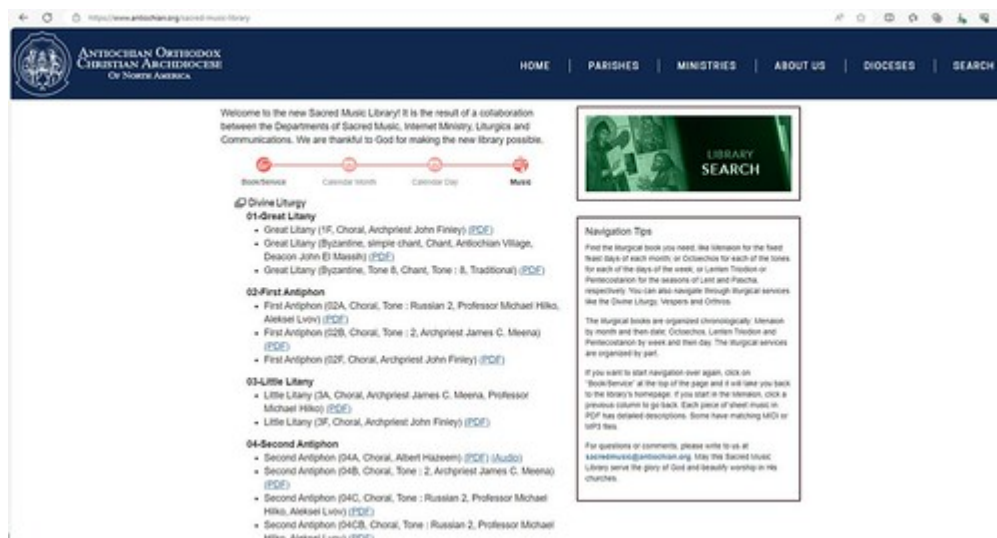 https://www.antiochian.org/sacred-music-library
ANTIOCHIAN ORTHODOX
CHRISTIAN ARCHDIOCESE
OF NORTH AMERICA
HOME | PARISHES | MINISTRIES | ABOUT US | DIOCESES | SEARCH
Welcome to the new Sacred Music Library! It is the result of a collaboration
between the Departments of Sacred Music, Internet Ministry, Liturgics and
Communications. We are thankful to God for making the new library possible.
Book/Service Calendar Month Calendar Day Music
Divine Liturgy
01-Great Litany
• Great Litany (1F, Choral, Archpriest John Finley) (PDF)
• Great Litany (Byzantine, simple chant, Chant, Antiochian Village,
Deacon John El Massih) (PDF)
• Great Litany (Byzantine, Tone 8, Chant, Tone : 8, Traditional) (PDF)
02-First Antiphon
• First Antiphon (02A, Choral, Tone : Russian 2, Professor Michael Hilko,
Aleksei Lvov) (PDF)
• First Antiphon (02B, Choral, Tone : 2, Archpriest James C. Meena)
(PDF)
• First Antiphon (02F, Choral, Archpriest John Finley) (PDF)
03-Little Litany
• Little Litany (3A, Choral, Archpriest James C. Meena, Professor
Michael Hilko) (PDF)
• Little Litany (3F, Choral, Archpriest John Finley) (PDF)
04-Second Antiphon
• Second Antiphon (04A, Choral, Albert Hazeem) (PDF) (Audio)
• Second Antiphon (04B, Choral, Tone : 2, Archpriest James C. Meena)
(PDF)
• Second Antiphon (04C, Choral, Tone : Russian 2, Professor Michael
Hilko, Aleksei Lvov) (PDF)
• Second Antiphon (04CB, Choral, Tone : Russian 2, Professor Michael
Hilko, Aleksei Lvov) (PDF)
LIBRARY
SEARCH
Navigation Tips
Find the liturgical book you need, like Menaion for the fixed
feast days of each month; or Octoechos for each of the tones
for each of the days of the week; or Lenten Triodion or
Pentecostarion for the seasons of Lent and Pascha,
respectively. You can also navigate through liturgical services
like the Divine Liturgy, Vespers and Orthros.
The liturgical books are organized chronologically: Menaion
by month and then date; Octoechos, Lenten Triodion and
Pentecostarion by week and then day. The liturgical services
are organized by part.
If you want to start navigation over again, click on
"Book/Service" at the top of the page and it will take you back
to the library's homepage. If you start in the Menaion, click a
previous column to go back. Each piece of sheet music in
PDF has detailed descriptions. Some have matching MIDI or
MP3 files.
For questions or comments, please write to us at
sacredmusic@antiochian.org. May this Sacred Music
Library serve the glory of God and beautify worship in His
churches.